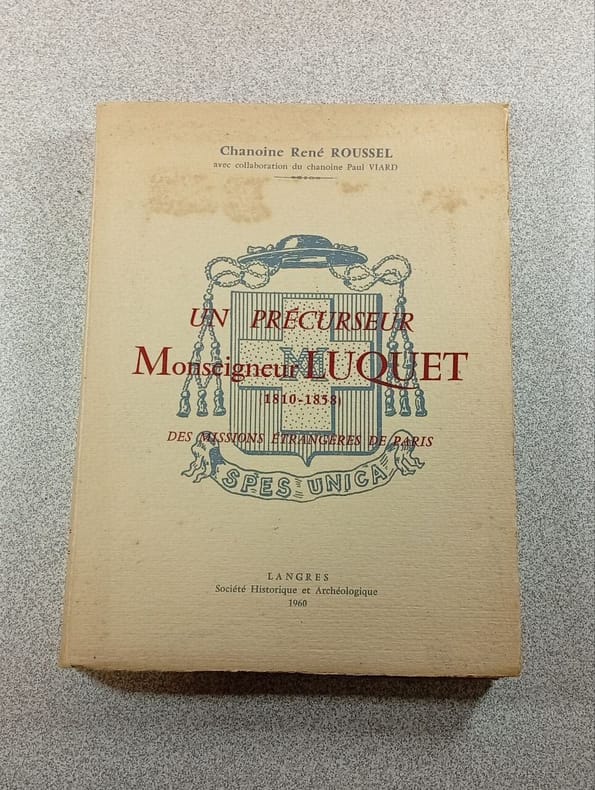 Chanoine René ROUSSEL
avec collaboration du chanoine Paul VIARD
UN PRÉCURSEUR
Monseigneur LUQUET
(1810-1858)
DES MISSIONS ÉTRANGÈRES DE PARIS
SPES UNICA
LANGRES
Société Historique et Archéologique
1960